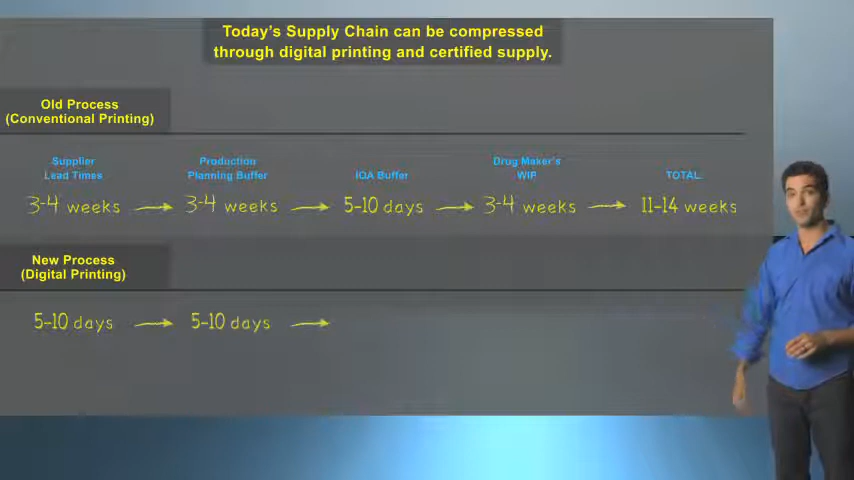 Today's Supply Chain can be compressed
through digital printing and certified supply.
Old Process
(Conventional Printing)
Supplier
Lead Times
Production
Planning Buffer
IQA Buffer
Drug Maker's
WIP
TOTAL
3-4 weeks
3-4 weeks
5-10 days
3-4 weeks
11-14 weeks
New Process
(Digital Printing)
5-10 days
5-10 days